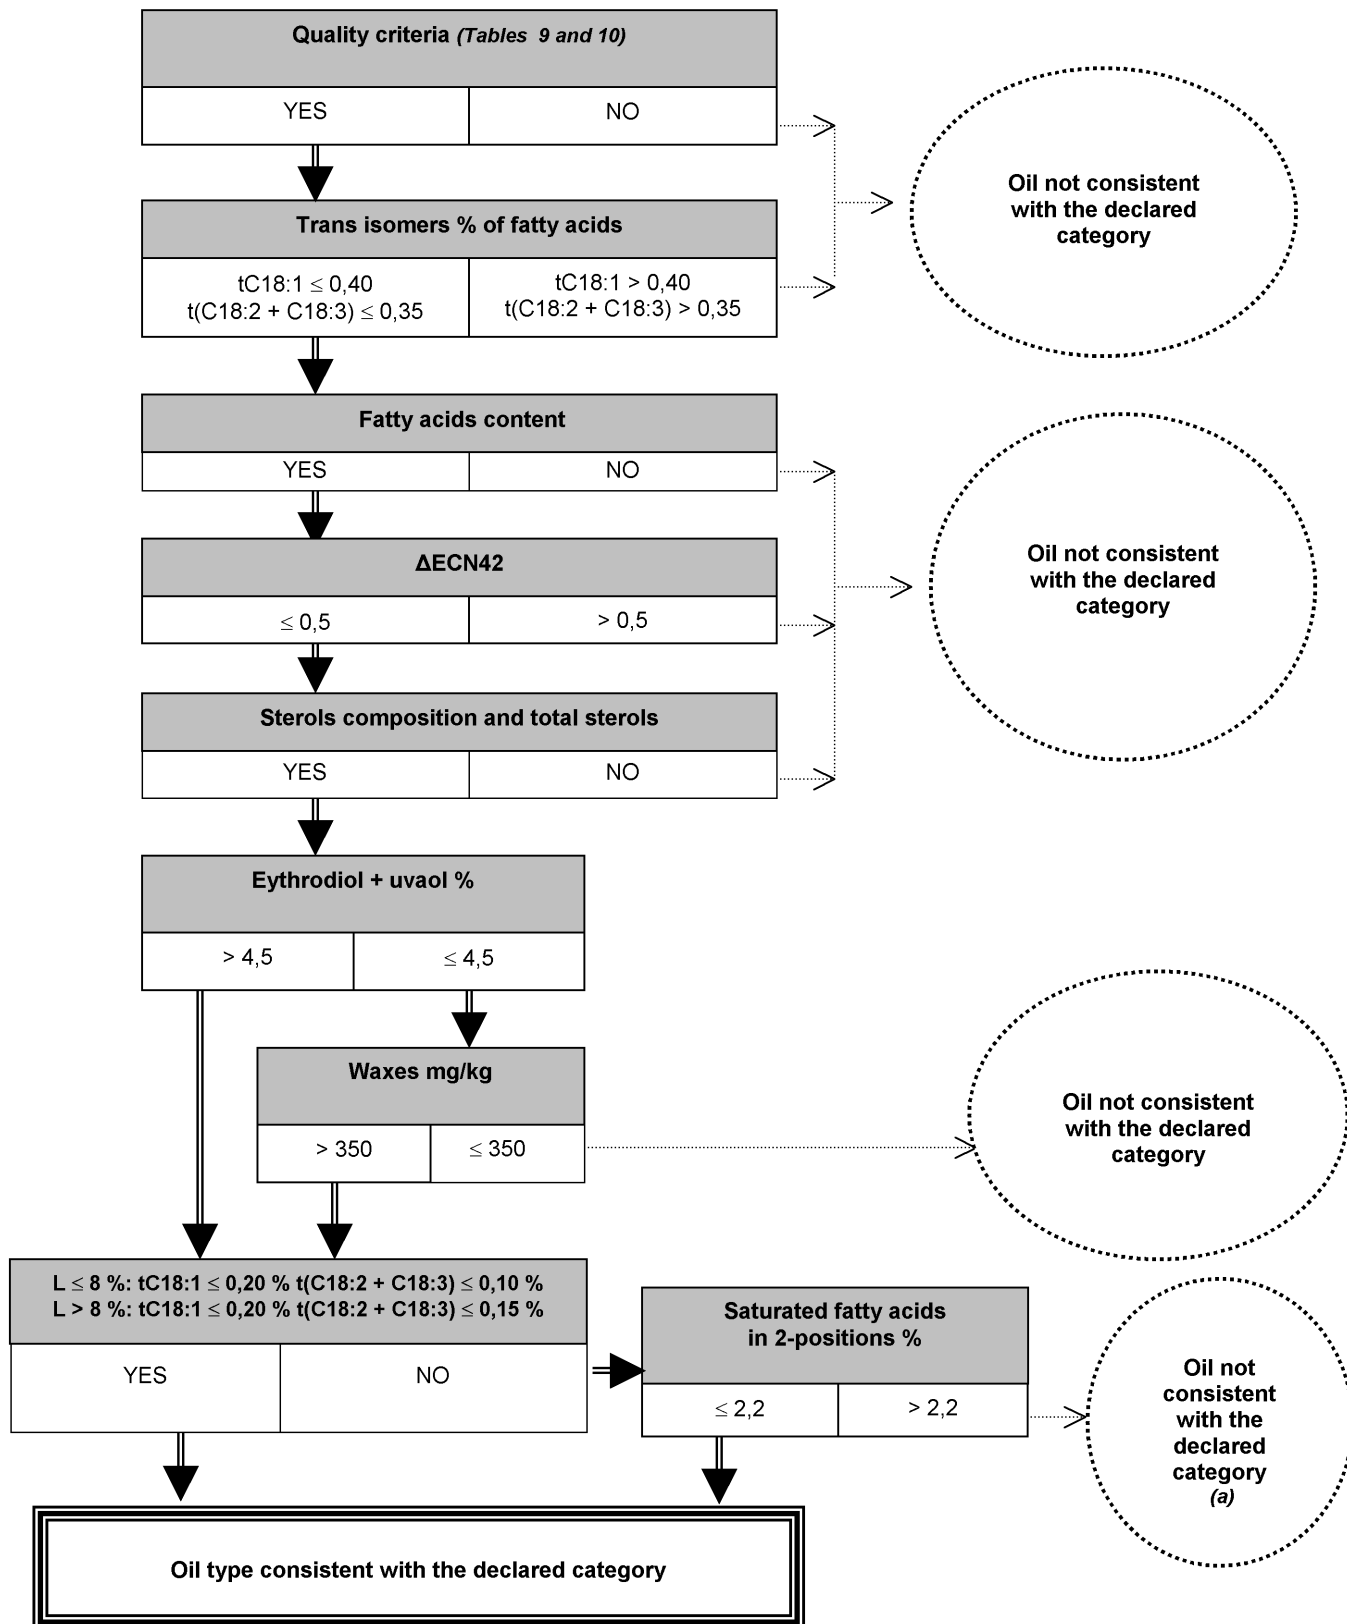 Quality criteria (Tables 9 and 10)
YES
NO
Oil not consistent
with the declared
category
Trans isomers % of fatty acids
tC18:1 ≤ 0,40
t(C18:2 + C18:3) ≤ 0,35
tC18:1 > 0,40
t(C18:2 + C18:3) > 0,35
Fatty acids content
YES
NO
ΔECN42
≤ 0,5
> 0,5
Oil not consistent
with the declared
category
Sterols composition and total sterols
YES
NO
Eythrodiol + uvaol %
> 4,5
≤ 4,5
Waxes mg/kg
> 350
≤ 350
Oil not consistent
with the declared
category
L ≤ 8 %: tC18:1 ≤ 0,20 % t(C18:2 + C18:3) ≤ 0,10 %
L > 8 %: tC18:1 ≤ 0,20 % t(C18:2 + C18:3) ≤ 0,15 %
YES
NO
Saturated fatty acids
in 2-positions %
≤ 2,2
> 2,2
Oil not
consistent
with the
declared
category
(a)
Oil type consistent with the declared category